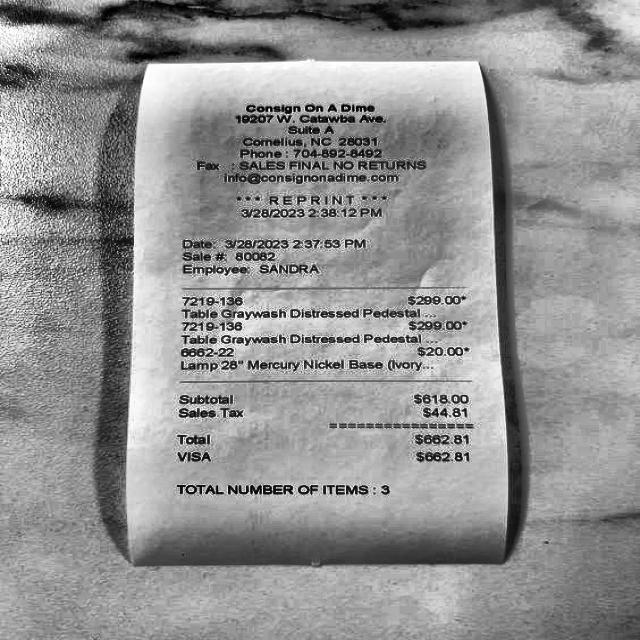 Consign On A Dime
19207 W. Catawba Ave.
Suite A
Cornelius, NC 28031
Phone : 704-892-8492
Fax : SALES FINAL NO RETURNS
info@consignonadime.com
*** REPRINT ***
3/28/2023 2:38:12 PM
Date: 3/28/2023 2:37:53 PM
Sale #: 80082
Employee: SANDRA
7219-136 $299.00*
Table Graywash Distressed Pedestal ...
7219-136 $299.00*
Table Graywash Distressed Pedestal ...
6662-22 $20.00*
Lamp 28" Mercury Nickel Base (Ivory...
Subtotal $618.00
Sales Tax $44.81
================
Total $662.81
VISA $662.81
TOTAL NUMBER OF ITEMS : 3